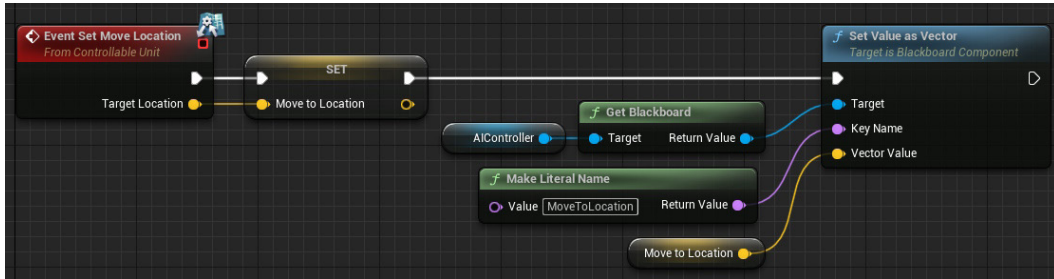 Event Set Move Location
From Controllable Unit
Target Location
SET
Move to Location
AIController
Get Blackboard
Target
Return Value
Make Literal Name
Value
MoveToLocation
Return Value
Move to Location
Set Value as Vector
Target is Blackboard Component
Target
Key Name
Vector Value